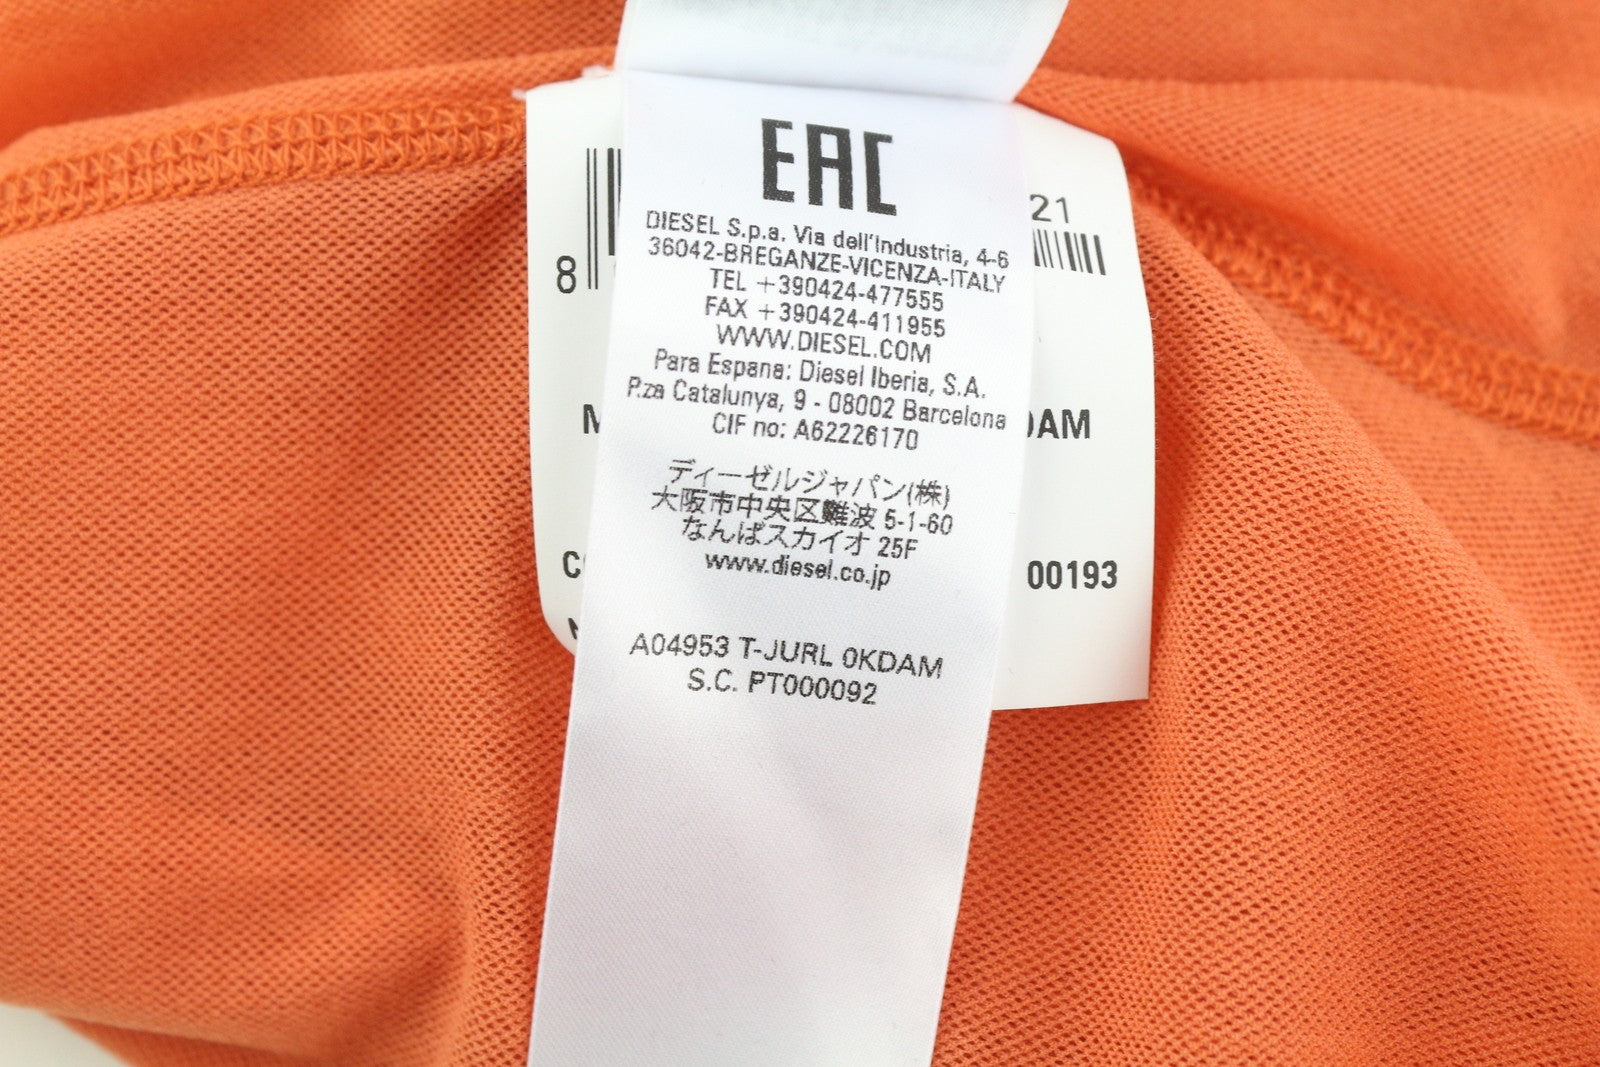 EAC
DIESEL S.p.a. Via dell'Industria, 4-6
36042-BREGANZE-VICENZA-ITALY
TEL +390424-477555
FAX +390424-411955
WWW.DIESEL.COM
Para Espana: Diesel Iberia, S.A.
P.za Catalunya, 9 - 08002 Barcelona
CIF no: A62226170
ディーゼルジャパン(株)
大阪市中央区難波 5-1-60
なんばスカイオ 25F
www.diesel.co.jp
A04953 T-JURL 0KDAM
S.C. PT000092
8
21
DAM
00193